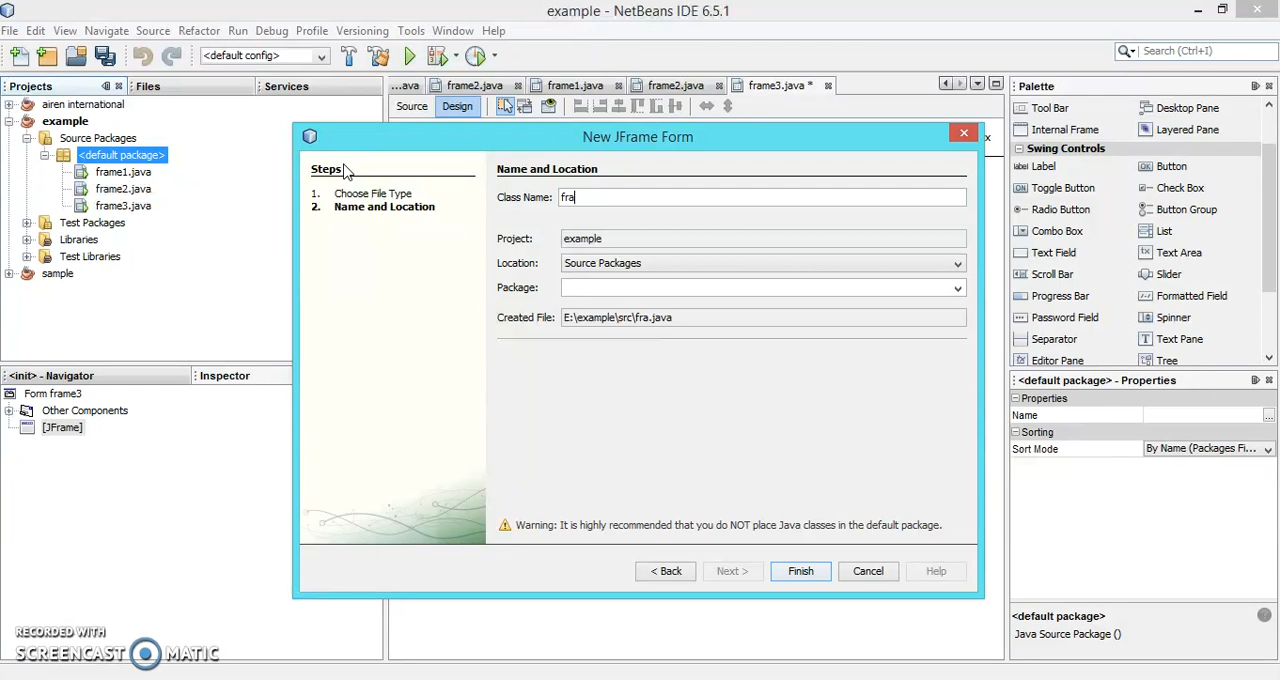 example - NetBeans IDE 6.5.1
File Edit View Navigate Source Refactor Run Debug Profile Versioning Tools Window Help
<default config>
Search (Ctrl+I)
Projects Files Services
...ava frame2.java frame1.java frame2.java frame3.java *
Source Design
airen international
example
Source Packages
<default package>
frame1.java
frame2.java
frame3.java
Test Packages
Libraries
Test Libraries
sample
<init> - Navigator Inspector
Form frame3
Other Components
[JFrame]
New JFrame Form
Steps
1. Choose File Type
2. Name and Location
Name and Location
Class Name: fra
Project: example
Location: Source Packages
Package:
Created File: E:\example\src\fra.java
Warning: It is highly recommended that you do NOT place Java classes in the default package.
< Back Next > Finish Cancel Help
Palette
Tool Bar Desktop Pane
Internal Frame Layered Pane
Swing Controls
label Label Button
ON Toggle Button Check Box
Radio Button Button Group
Combo Box List
Text Field Text Area
Scroll Bar Slider
Progress Bar Formatted Field
Password Field Spinner
Separator Text Pane
Editor Pane Tree
<default package> - Properties
Properties
Name ...
Sorting
Sort Mode By Name (Packages Fi...
<default package>
Java Source Package ()
RECORDED WITH
SCREENCAST MATIC